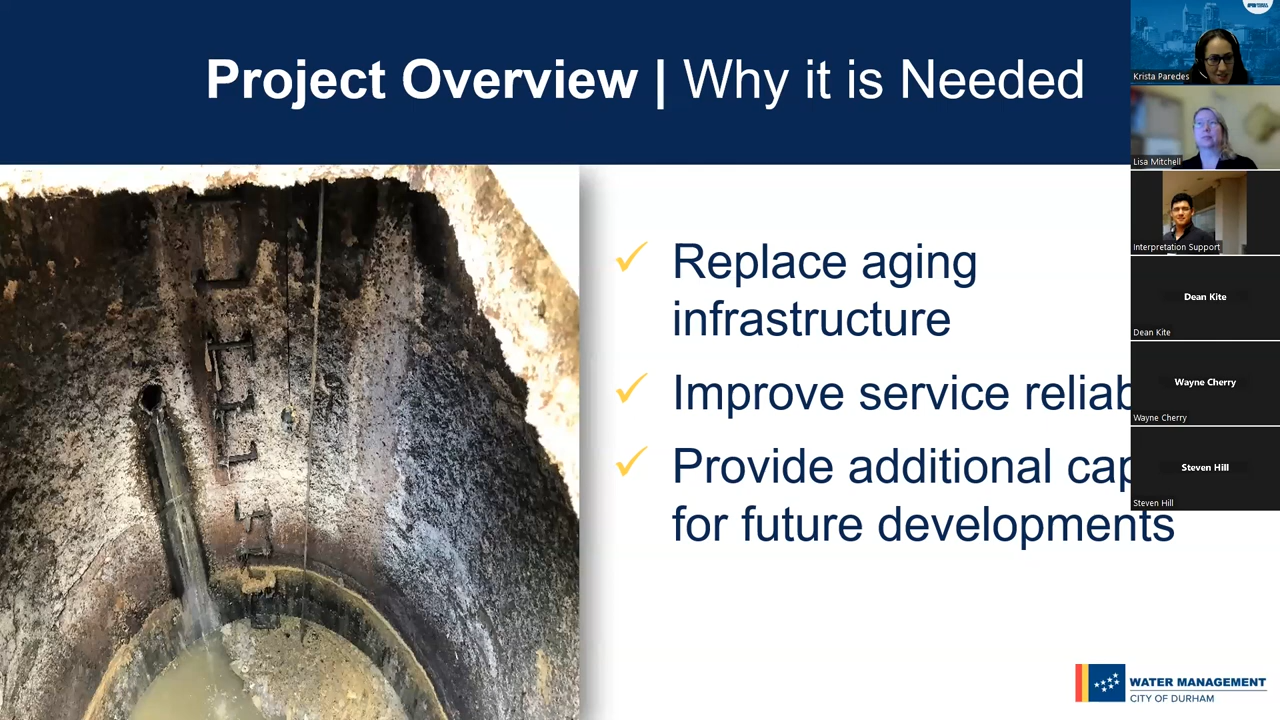 Project Overview | Why it is Needed
✓ Replace aging
infrastructure
✓ Improve service reliab
✓ Provide additional cap
for future developments
WATER MANAGEMENT
CITY OF DURHAM
Krista Paredes
Lisa Mitchell
Interpretation Support
Dean Kite
Dean Kite
Wayne Cherry
Wayne Cherry
Steven Hill
Steven Hill